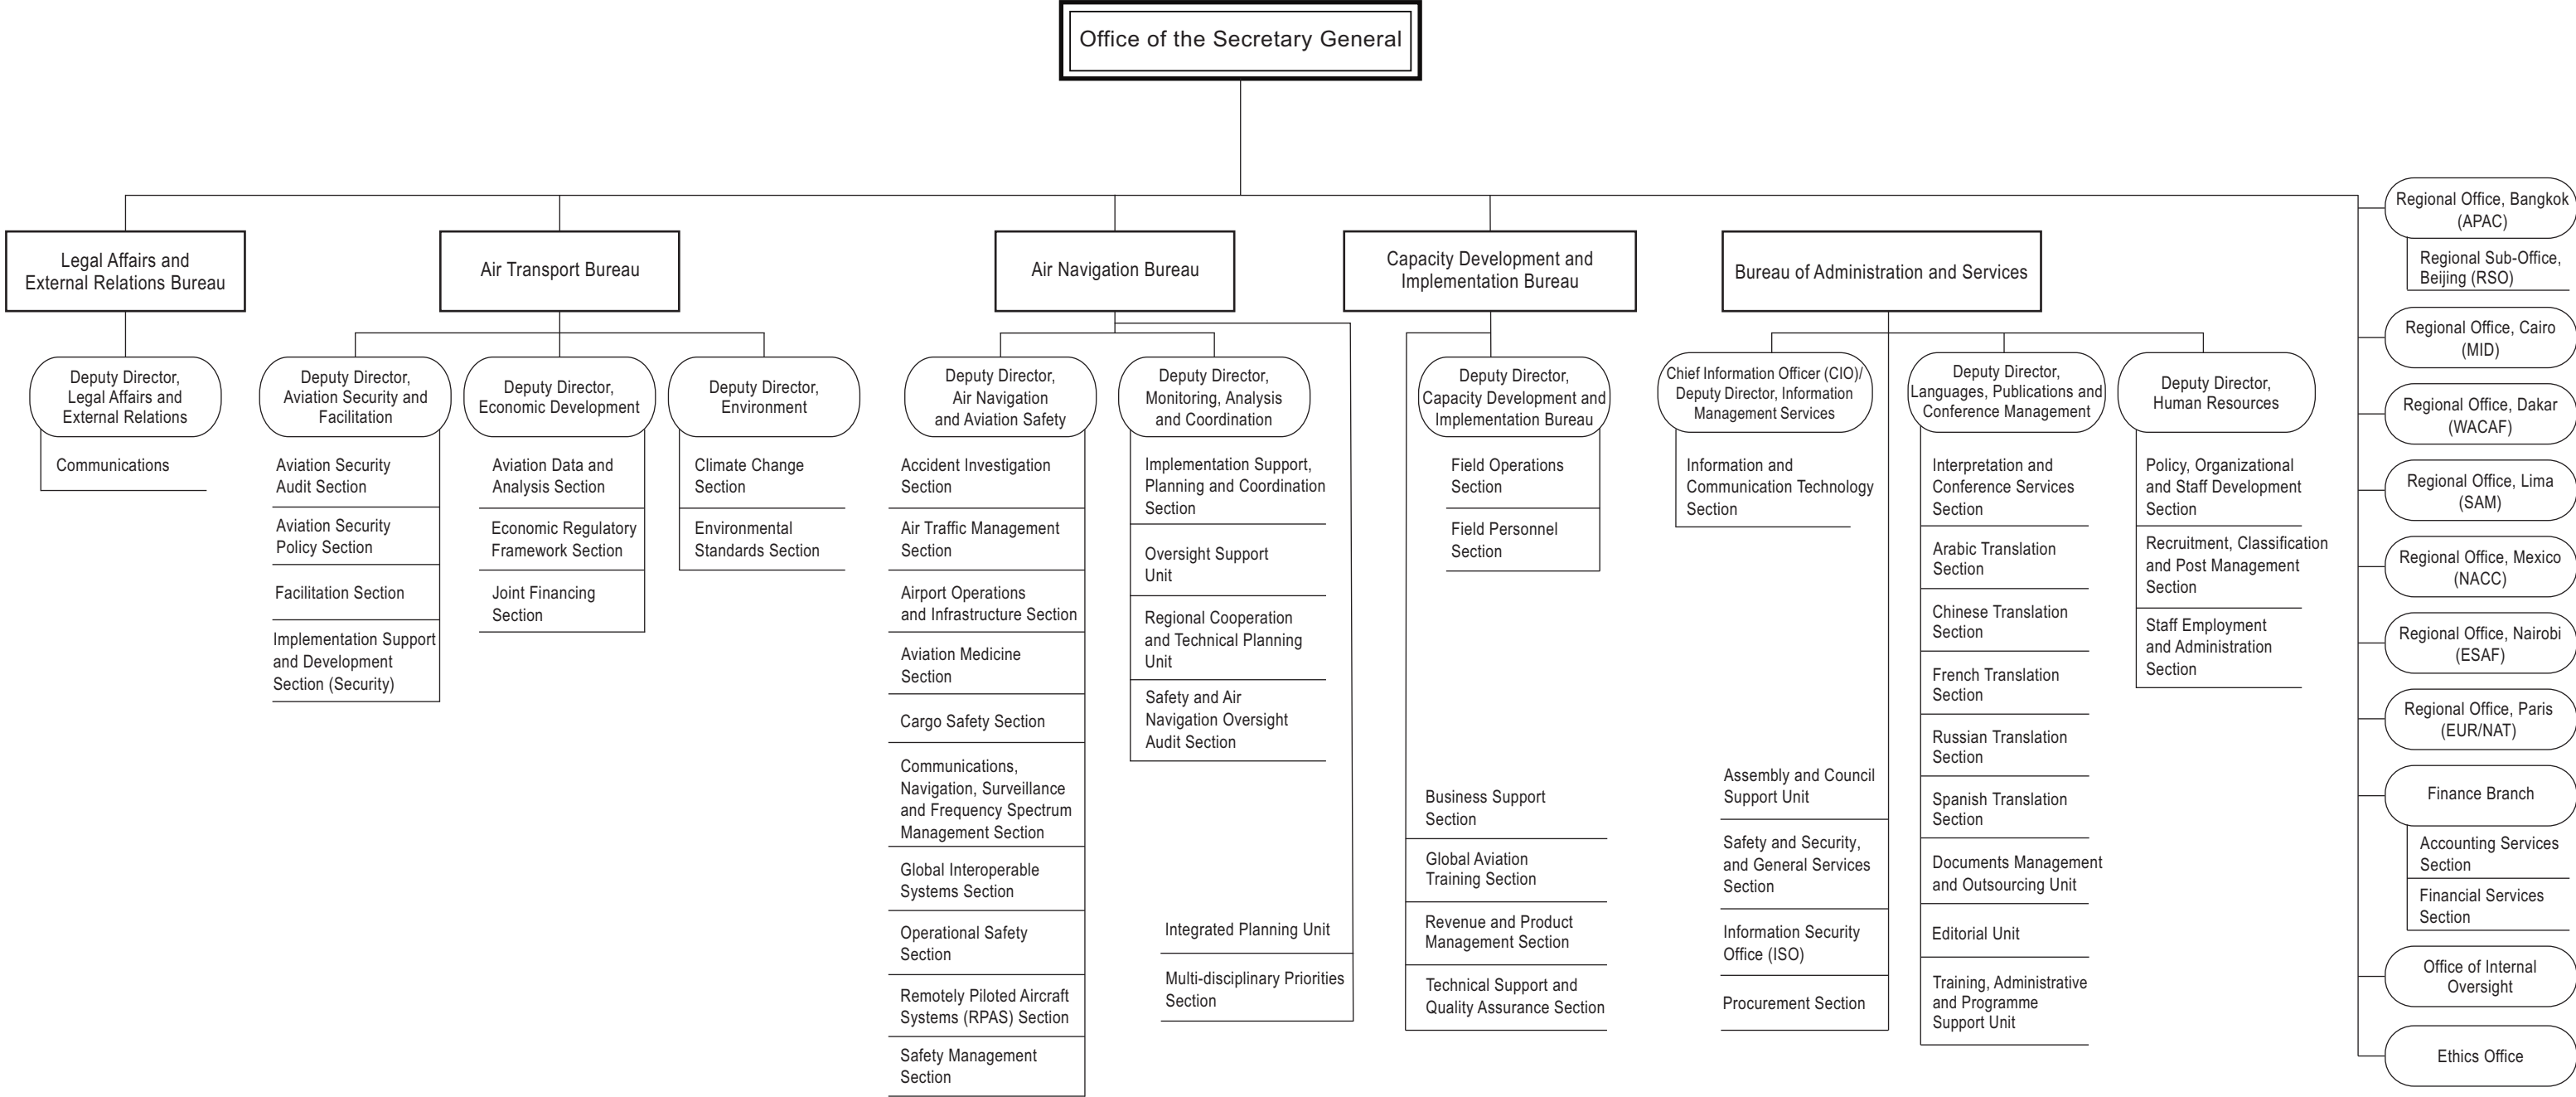 Office of the Secretary General
Legal Affairs and
External Relations Bureau
Deputy Director,
Legal Affairs and
External Relations
Communications
Air Transport Bureau
Deputy Director,
Aviation Security and
Facilitation
Aviation Security
Audit Section
Aviation Security
Policy Section
Facilitation Section
Implementation Support
and Development
Section (Security)
Deputy Director,
Economic Development
Aviation Data and
Analysis Section
Economic Regulatory
Framework Section
Joint Financing
Section
Deputy Director,
Environment
Climate Change
Section
Environmental
Standards Section
Air Navigation Bureau
Deputy Director,
Air Navigation
and Aviation Safety
Accident Investigation
Section
Air Traffic Management
Section
Airport Operations
and Infrastructure Section
Aviation Medicine
Section
Cargo Safety Section
Communications,
Navigation, Surveillance
and Frequency Spectrum
Management Section
Global Interoperable
Systems Section
Operational Safety
Section
Remotely Piloted Aircraft
Systems (RPAS) Section
Safety Management
Section
Deputy Director,
Monitoring, Analysis
and Coordination
Implementation Support,
Planning and Coordination
Section
Oversight Support
Unit
Regional Cooperation
and Technical Planning
Unit
Safety and Air
Navigation Oversight
Audit Section
Integrated Planning Unit
Multi-disciplinary Priorities
Section
Capacity Development and
Implementation Bureau
Deputy Director,
Capacity Development and
Implementation Bureau
Field Operations
Section
Field Personnel
Section
Business Support
Section
Global Aviation
Training Section
Revenue and Product
Management Section
Technical Support and
Quality Assurance Section
Bureau of Administration and Services
Chief Information Officer (CIO)/
Deputy Director, Information
Management Services
Information and
Communication Technology
Section
Assembly and Council
Support Unit
Safety and Security,
and General Services
Section
Information Security
Office (ISO)
Procurement Section
Deputy Director,
Languages, Publications and
Conference Management
Interpretation and
Conference Services
Section
Arabic Translation
Section
Chinese Translation
Section
French Translation
Section
Russian Translation
Section
Spanish Translation
Section
Documents Management
and Outsourcing Unit
Editorial Unit
Training, Administrative
and Programme
Support Unit
Deputy Director,
Human Resources
Policy, Organizational
and Staff Development
Section
Recruitment, Classification
and Post Management
Section
Staff Employment
and Administration
Section
Regional Office, Bangkok
(APAC)
Regional Sub-Office,
Beijing (RSO)
Regional Office, Cairo
(MID)
Regional Office, Dakar
(WACAF)
Regional Office, Lima
(SAM)
Regional Office, Mexico
(NACC)
Regional Office, Nairobi
(ESAF)
Regional Office, Paris
(EUR/NAT)
Finance Branch
Accounting Services
Section
Financial Services
Section
Office of Internal
Oversight
Ethics Office